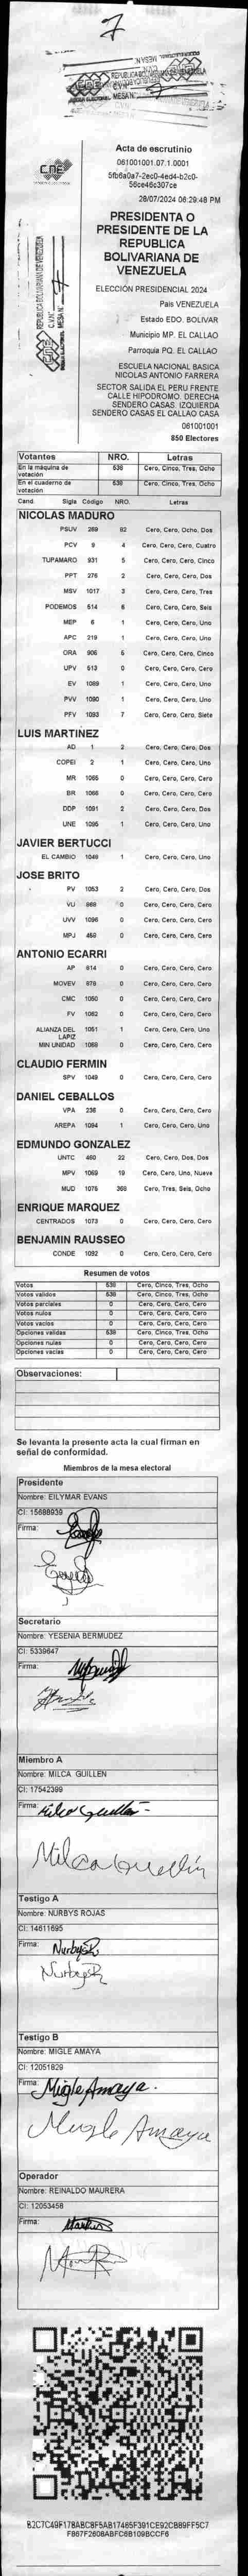 7
Acta de escrutinio
061001001.07.1.0001
5fb6a0a7-2ec0-4ed4-b2c0-
56ce46c307ce
28/07/2024 06:29:48 PM
CNE
PRESIDENTA O
PRESIDENTE DE LA
REPUBLICA
BOLIVARIANA DE
VENEZUELA
ELECCIÓN PRESIDENCIAL 2024
País VENEZUELA
Estado EDO. BOLIVAR
Municipio MP. EL CALLAO
Parroquia PQ. EL CALLAO
ESCUELA NACIONAL BASICA
NICOLAS ANTONIO FARRERA
SECTOR SALIDA EL PERU FRENTE
CALLE HIPODROMO. DERECHA
SENDERO CASAS. IZQUIERDA
SENDERO CASAS EL CALLAO CASA
061001001
850 Electores
Votantes NRO. Letras
En la máquina de votación 538 Cero, Cinco, Tres, Ocho
En el cuaderno de votación 538 Cero, Cinco, Tres, Ocho
Cand. Sigla Código NRO. Letras
NICOLAS MADURO
PSUV 269 82 Cero, Cero, Ocho, Dos
PCV 9 4 Cero, Cero, Cero, Cuatro
TUPAMARO 931 5 Cero, Cero, Cero, Cinco
PPT 276 2 Cero, Cero, Cero, Dos
MSV 1017 3 Cero, Cero, Cero, Tres
PODEMOS 514 6 Cero, Cero, Cero, Seis
MEP 6 1 Cero, Cero, Cero, Uno
APC 219 1 Cero, Cero, Cero, Uno
ORA 906 5 Cero, Cero, Cero, Cinco
UPV 513 0 Cero, Cero, Cero, Cero
EV 1089 1 Cero, Cero, Cero, Uno
PVV 1090 1 Cero, Cero, Cero, Uno
PFV 1093 7 Cero, Cero, Cero, Siete
LUIS MARTINEZ
AD 1 2 Cero, Cero, Cero, Dos
COPEI 2 1 Cero, Cero, Cero, Uno
MR 1065 0 Cero, Cero, Cero, Cero
BR 1066 0 Cero, Cero, Cero, Cero
DDP 1091 2 Cero, Cero, Cero, Dos
UNE 1095 1 Cero, Cero, Cero, Uno
JAVIER BERTUCCI
EL CAMBIO 1048 1 Cero, Cero, Cero, Uno
JOSE BRITO
PV 1053 2 Cero, Cero, Cero, Dos
VU 868 0 Cero, Cero, Cero, Cero
UVV 1096 0 Cero, Cero, Cero, Cero
MPJ 459 0 Cero, Cero, Cero, Cero
ANTONIO ECARRI
AP 814 0 Cero, Cero, Cero, Cero
MOVEV 978 0 Cero, Cero, Cero, Cero
CMC 1050 0 Cero, Cero, Cero, Cero
FV 1062 0 Cero, Cero, Cero, Cero
ALIANZA DEL LAPIZ 1051 1 Cero, Cero, Cero, Uno
MIN UNIDAD 1058 0 Cero, Cero, Cero, Cero
CLAUDIO FERMIN
SPV 1049 0 Cero, Cero, Cero, Cero
DANIEL CEBALLOS
VPA 236 0 Cero, Cero, Cero, Cero
AREPA 1094 1 Cero, Cero, Cero, Uno
EDMUNDO GONZALEZ
UNTC 460 22 Cero, Cero, Dos, Dos
MPV 1069 19 Cero, Cero, Uno, Nueve
MUD 1075 368 Cero, Tres, Seis, Ocho
ENRIQUE MARQUEZ
CENTRADOS 1073 0 Cero, Cero, Cero, Cero
BENJAMIN RAUSSEO
CONDE 1092 0 Cero, Cero, Cero, Cero
Resumen de votos
Votos 538 Cero, Cinco, Tres, Ocho
Votos validos 538 Cero, Cinco, Tres, Ocho
Votos parciales 0 Cero, Cero, Cero, Cero
Votos nulos 0 Cero, Cero, Cero, Cero
Votos vacíos 0 Cero, Cero, Cero, Cero
Opciones validas 538 Cero, Cinco, Tres, Ocho
Opciones nulas 0 Cero, Cero, Cero, Cero
Opciones vacías 0 Cero, Cero, Cero, Cero
Observaciones:
Se levanta la presente acta la cual firman en
señal de conformidad.
Miembros de la mesa electoral
Presidente
Nombre: EILYMAR EVANS
CI: 15688939
Firma:
Secretario
Nombre: YESENIA BERMUDEZ
CI: 5339647
Firma:
Miembro A
Nombre: MILCA GUILLEN
CI: 17542399
Firma: Milca Guillen
Milca Guillén
Testigo A
Nombre: NURBYS ROJAS
CI: 14611695
Firma: Nurbys R.
Nurbys R
Testigo B
Nombre: MIGLE AMAYA
CI: 12051829
Firma: Migle Amaya.
Migle Amaya
Operador
Nombre: REINALDO MAURERA
CI: 12053458
Firma:
B2C7C49F178ABC8F5AB17465F391CE92CB89FF5C7
FB67F2608ABFC6B109BCCF6